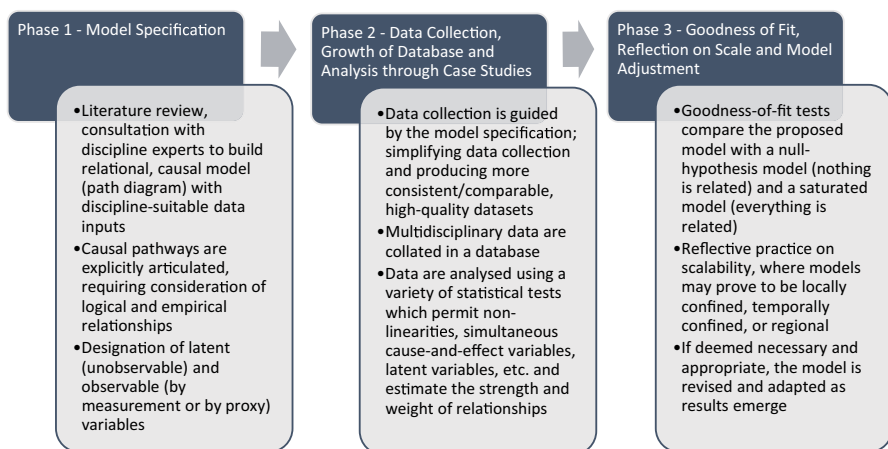 Phase 1 - Model Specification
•Literature review,
consultation with
discipline experts to build
relational, causal model
(path diagram) with
discipline-suitable data
inputs
•Causal pathways are
explicitly articulated,
requiring consideration of
logical and empirical
relationships
•Designation of latent
(unobservable) and
observable (by
measurement or by proxy)
variables
Phase 2 - Data Collection,
Growth of Database and
Analysis through Case Studies
•Data collection is guided
by the model specification;
simplifying data collection
and producing more
consistent/comparable,
high-quality datasets
•Multidisciplinary data are
collated in a database
•Data are analysed using a
variety of statistical tests
which permit non-
linearities, simultaneous
cause-and-effect variables,
latent variables, etc. and
estimate the strength and
weight of relationships
Phase 3 - Goodness of Fit,
Reflection on Scale and Model
Adjustment
•Goodness-of-fit tests
compare the proposed
model with a null-
hypothesis model (nothing
is related) and a saturated
model (everything is
related)
•Reflective practice on
scalability, where models
may prove to be locally
confined, temporally
confined, or regional
•If deemed necessary and
appropriate, the model is
revised and adapted as
results emerge